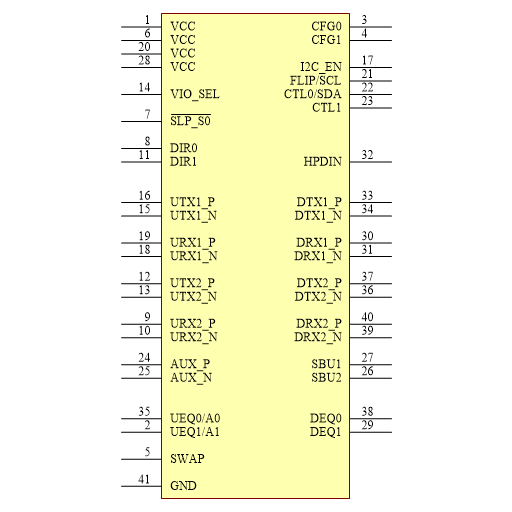 1 VCC CFG0 3
6 VCC CFG1 4
20 VCC
28 VCC I2C_EN 17
FLIP/SCL 21
14 VIO_SEL CTL0/SDA 22
CTL1 23
7 SLP_S0
8 DIR0
11 DIR1 HPDIN 32
16 UTX1_P DTX1_P 33
15 UTX1_N DTX1_N 34
19 URX1_P DRX1_P 30
18 URX1_N DRX1_N 31
12 UTX2_P DTX2_P 37
13 UTX2_N DTX2_N 36
9 URX2_P DRX2_P 40
10 URX2_N DRX2_N 39
24 AUX_P SBU1 27
25 AUX_N SBU2 26
35 UEQ0/A0 DEQ0 38
2 UEQ1/A1 DEQ1 29
5 SWAP
41 GND